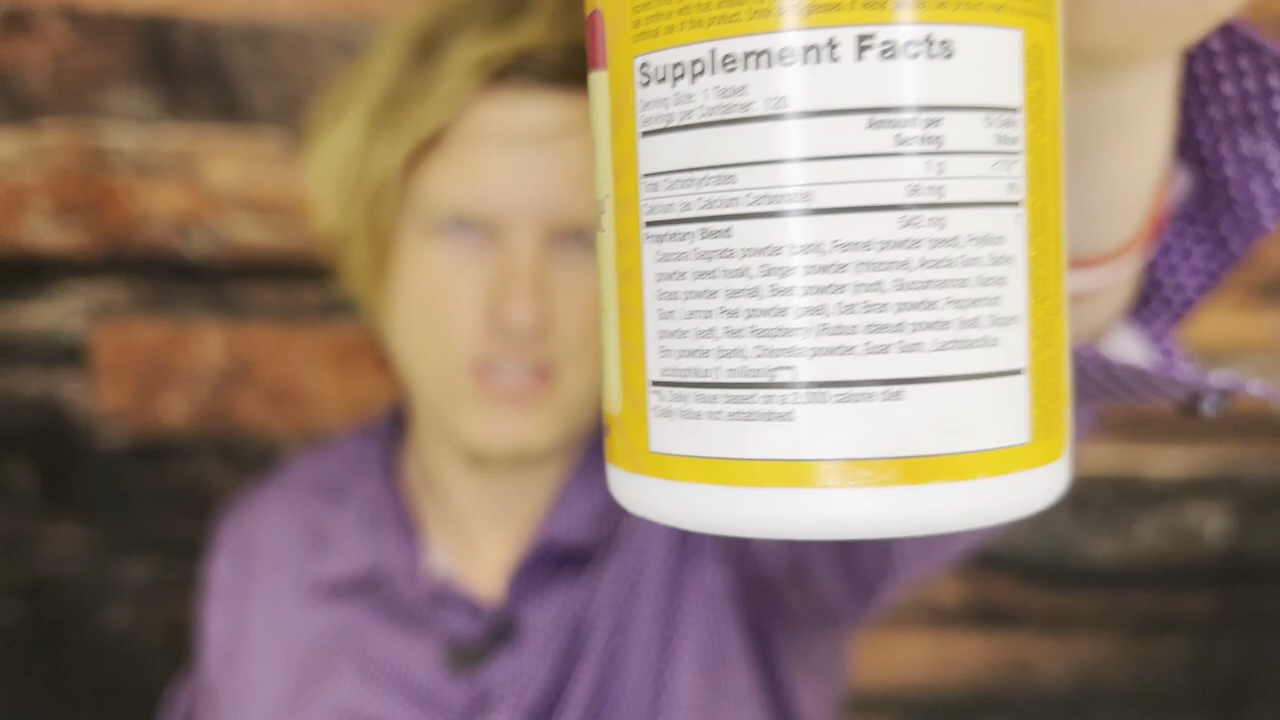 Supplement Facts
Serving Size: 1 Tablet
Servings per Container: 120
Amount per
Serving
Value
Total Carbohydrates 1 g
Calcium (as Calcium Carbonate) 98 mg
Proprietary Blend 542 mg
Cascara Sagrada powder (bark), Fennel powder (seed), Psyllium
powder (seed husk), Ginger powder (rhizome), Acacia Gum, Barley
Grass powder (aerial), Beet powder (root), Glucomannan, Karaya
Gum, Lemon Peel powder (peel), Oat Bran powder, Peppermint
powder (leaf), Red Raspberry (Rubus idaeus) powder (leaf), Slippery
Elm powder (bark), Chlorella powder, Guar Gum, Lactobacillus
acidophilus (1 million/g***)
Daily Value based on a 2,000 calorie diet
Daily Value not established